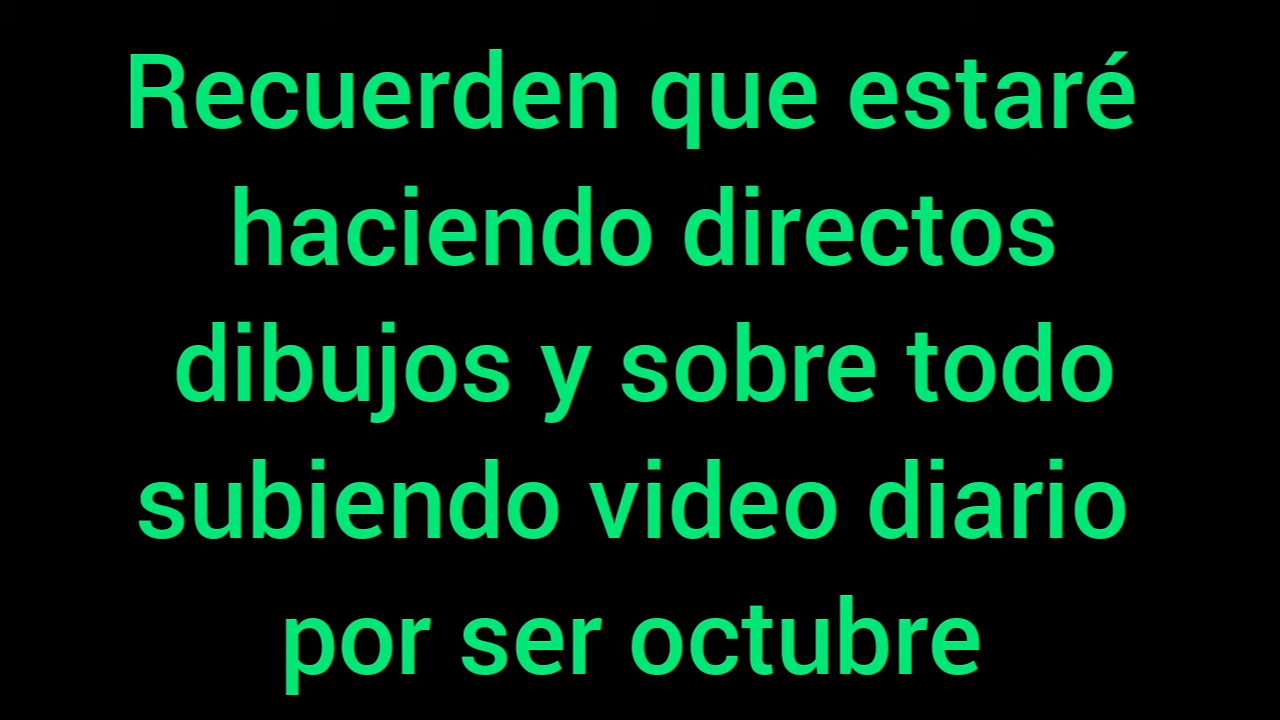 Recuerden que estaré
haciendo directos
dibujos y sobre todo
subiendo video diario
por ser octubre